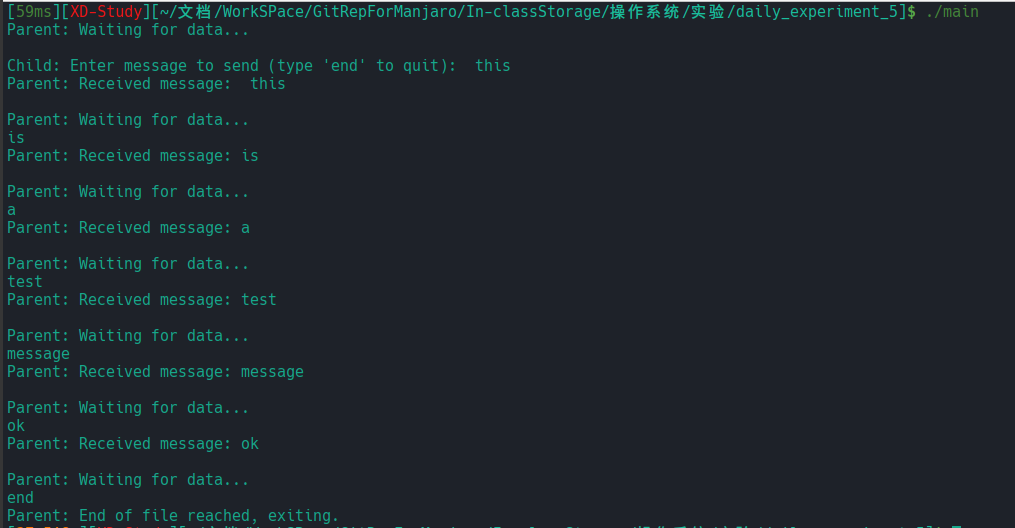 [59ms][XD-Study][~/文档/WorkSPace/GitRepForManjaro/In-classStorage/操作系统/实验/daily_experiment_5]$ ./main
Parent: Waiting for data...
Child: Enter message to send (type 'end' to quit):  this
Parent: Received message:  this
Parent: Waiting for data...
is
Parent: Received message: is
Parent: Waiting for data...
a
Parent: Received message: a
Parent: Waiting for data...
test
Parent: Received message: test
Parent: Waiting for data...
message
Parent: Received message: message
Parent: Waiting for data...
ok
Parent: Received message: ok
Parent: Waiting for data...
end
Parent: End of file reached, exiting.